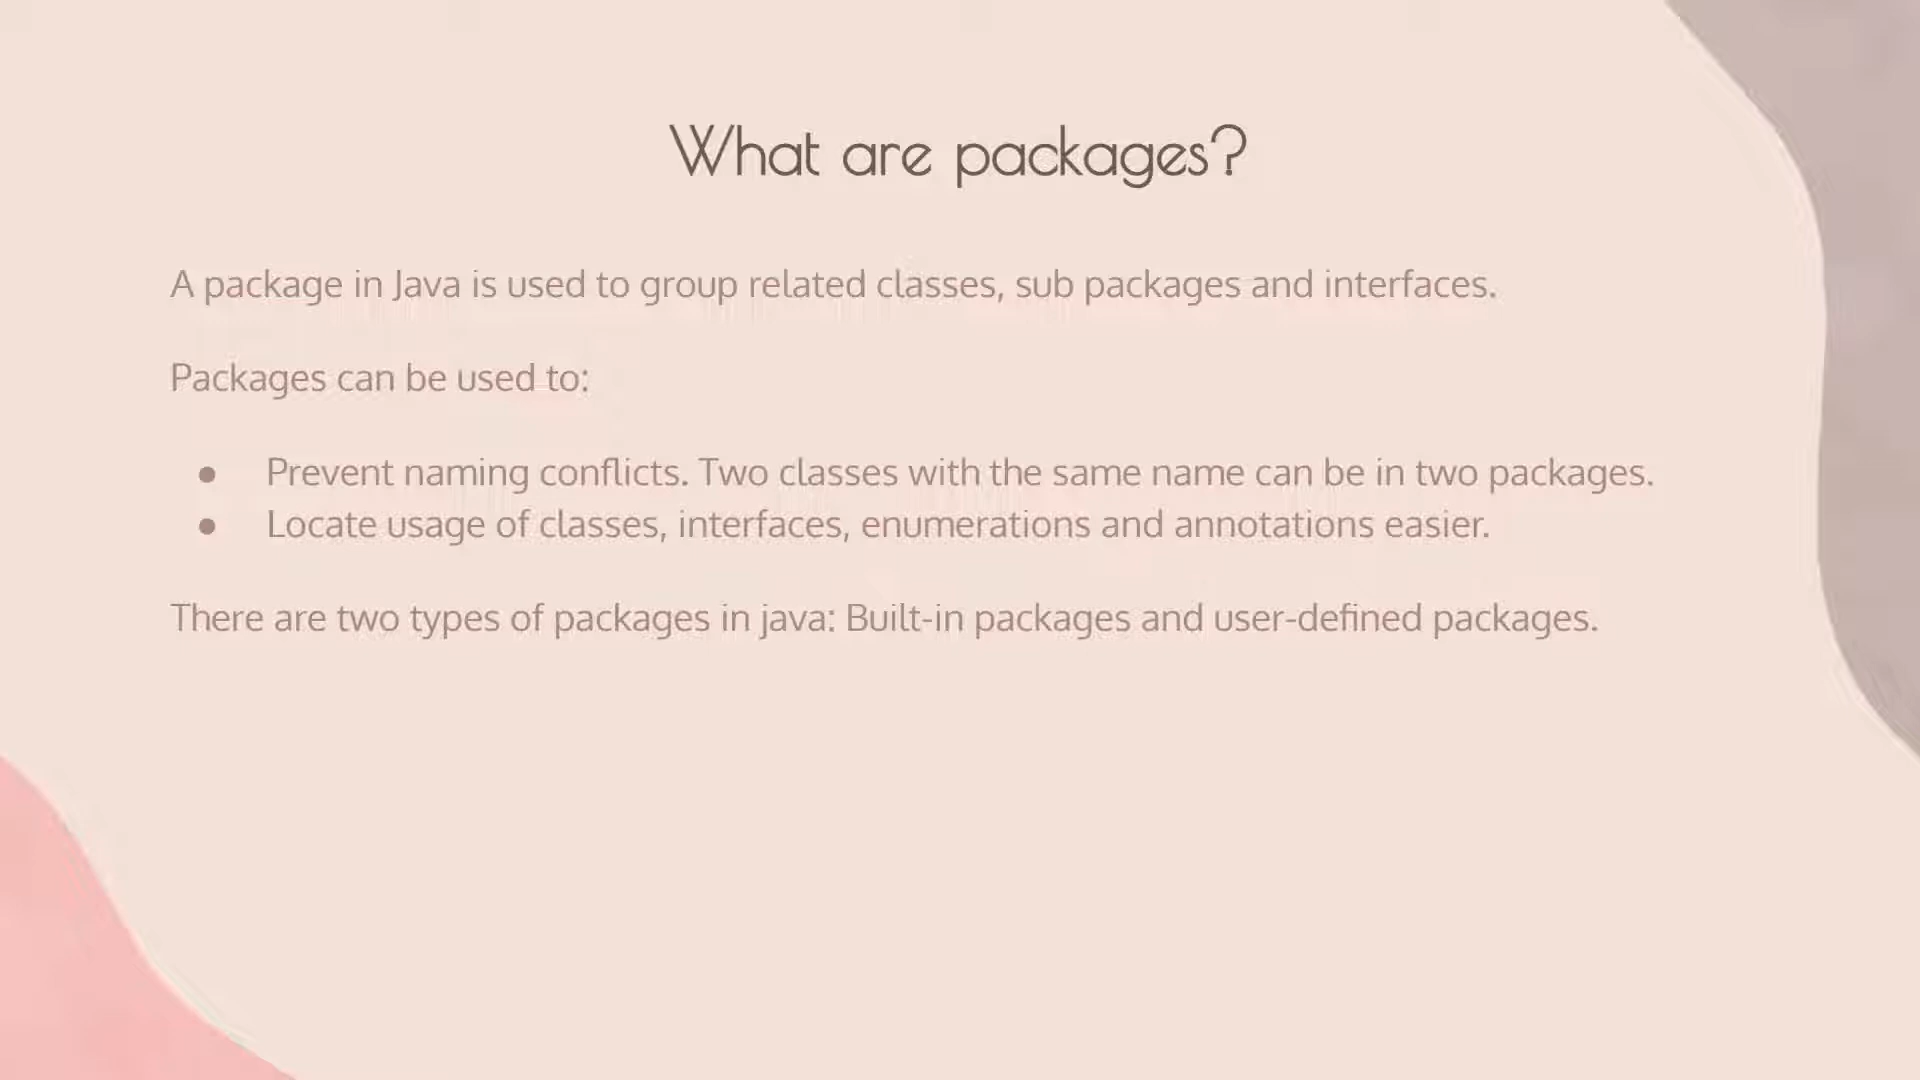 What are packages?
A package in Java is used to group related classes, sub packages and interfaces.
Packages can be used to:
● Prevent naming conflicts. Two classes with the same name can be in two packages.
● Locate usage of classes, interfaces, enumerations and annotations easier.
There are two types of packages in java: Built-in packages and user-defined packages.